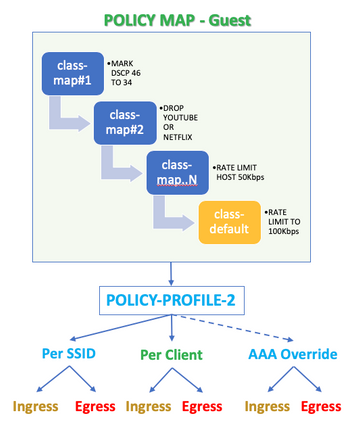 POLICY MAP - Guest
class-
map#1
•MARK
DSCP 46
TO 34
class-
map#2
•DROP
YOUTUBE
OR
NETFLIX
class-
map..N
•RATE LIMIT
HOST 50Kbps
class-
default
•RATE
LIMIT TO
100Kbps
POLICY-PROFILE-2
Per SSID
Per Client
AAA Override
Ingress
Egress
Ingress
Egress
Ingress
Egress